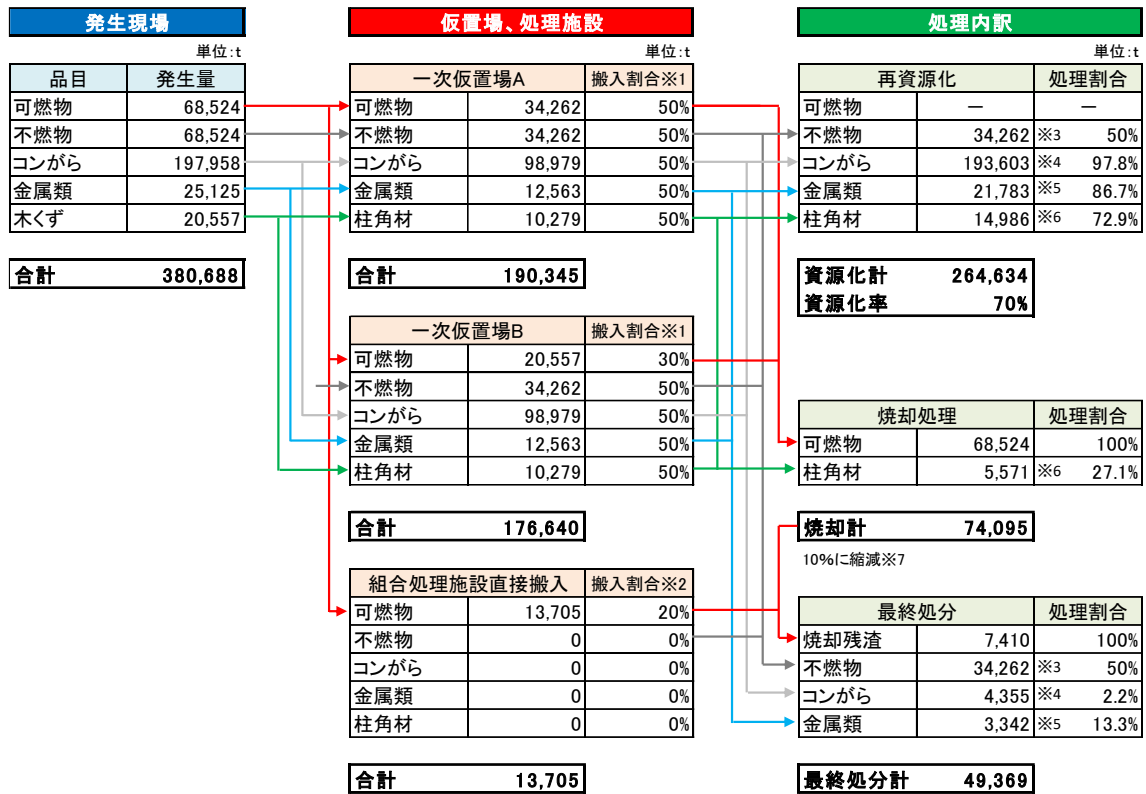 発生現場
単位:t
品目 発生量
可燃物 68,524
不燃物 68,524
コンがら 197,958
金属類 25,125
木くず 20,557
合計 380,688
仮置場、処理施設
単位:t
一次仮置場A 搬入割合※1
可燃物 34,262 50%
不燃物 34,262 50%
コンがら 98,979 50%
金属類 12,563 50%
柱角材 10,279 50%
合計 190,345
一次仮置場B 搬入割合※1
可燃物 20,557 30%
不燃物 34,262 50%
コンがら 98,979 50%
金属類 12,563 50%
柱角材 10,279 50%
合計 176,640
組合処理施設直接搬入 搬入割合※2
可燃物 13,705 20%
不燃物 0 0%
コンがら 0 0%
金属類 0 0%
柱角材 0 0%
合計 13,705
処理内訳
単位:t
再資源化 処理割合
可燃物 － －
不燃物 34,262 ※3 50%
コンがら 193,603 ※4 97.8%
金属類 21,783 ※5 86.7%
柱角材 14,986 ※6 72.9%
資源化計 264,634
資源化率 70%
焼却処理 処理割合
可燃物 68,524 100%
柱角材 5,571 ※6 27.1%
焼却計 74,095
10%に縮減※7
最終処分 処理割合
焼却残渣 7,410 100%
不燃物 34,262 ※3 50%
コンがら 4,355 ※4 2.2%
金属類 3,342 ※5 13.3%
最終処分計 49,369